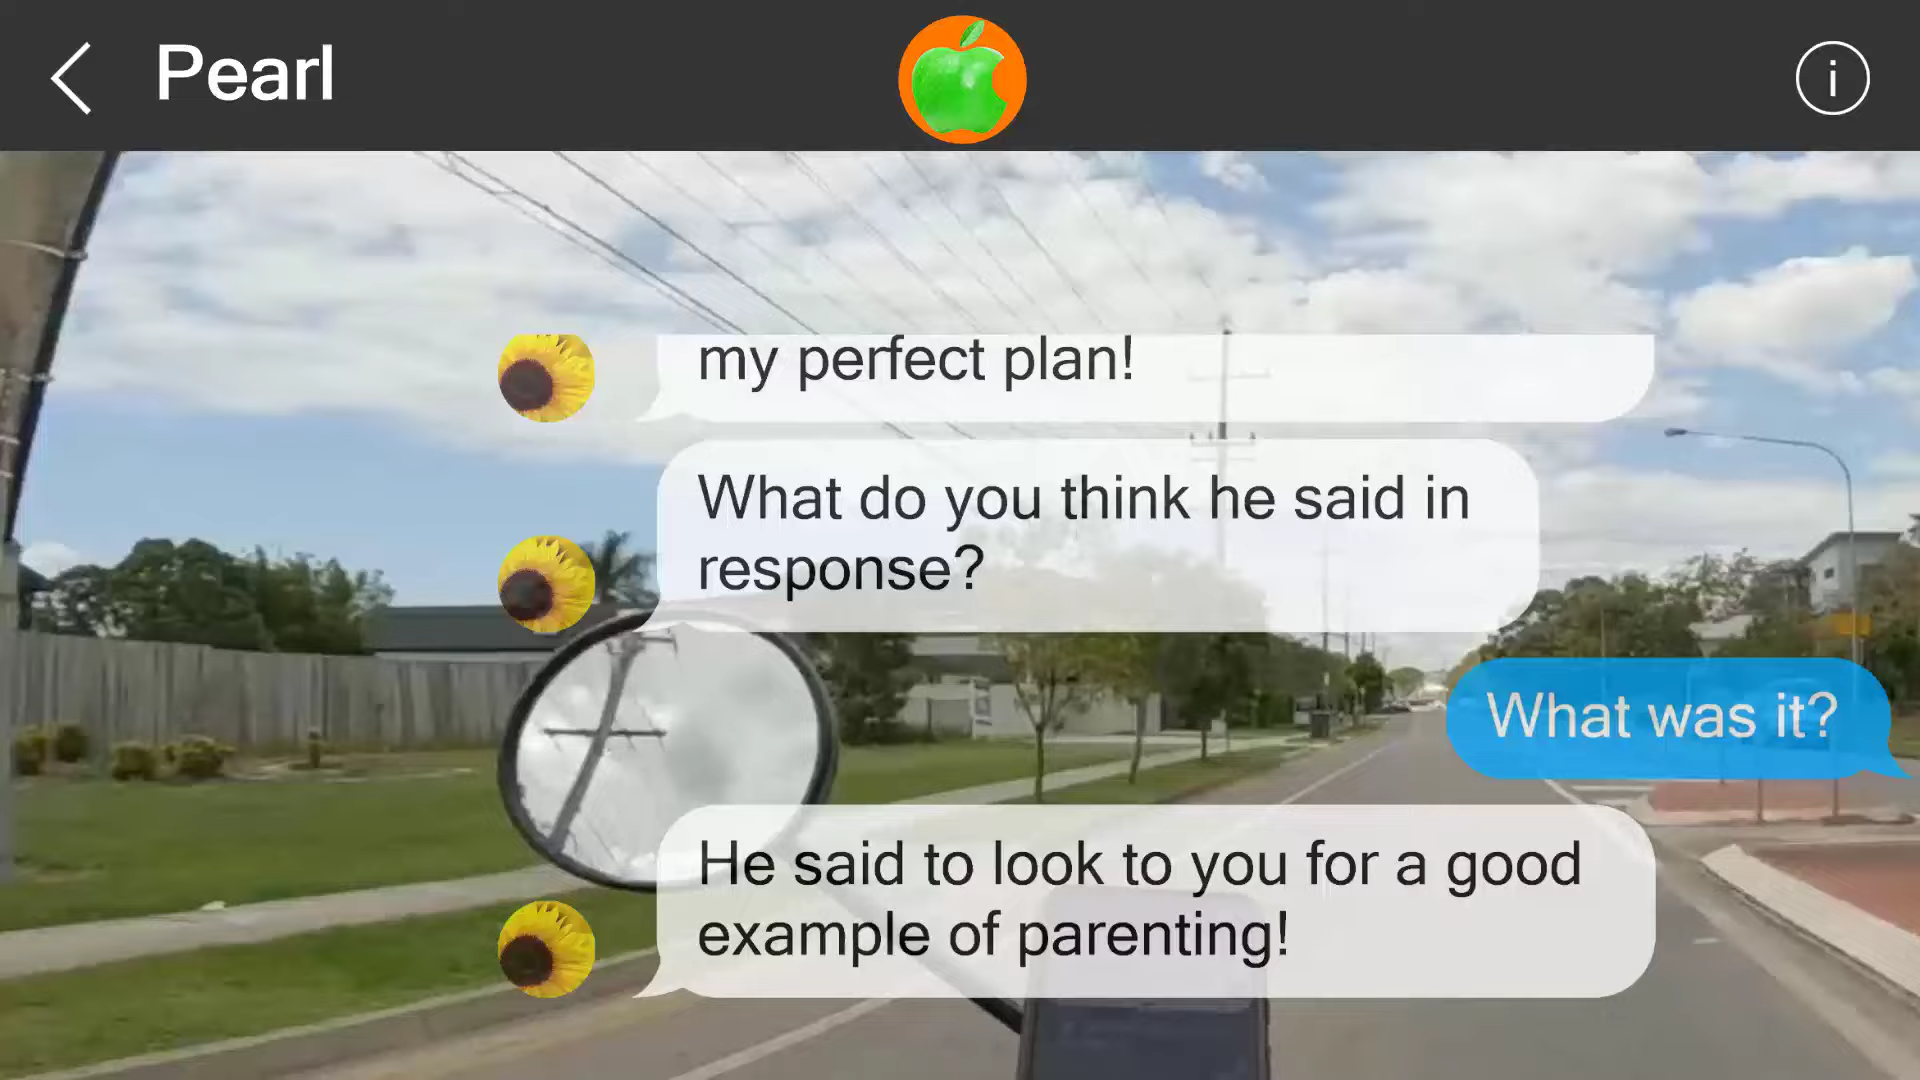 Pearl
my perfect plan!
What do you think he said in
response?
What was it?
He said to look to you for a good
example of parenting!